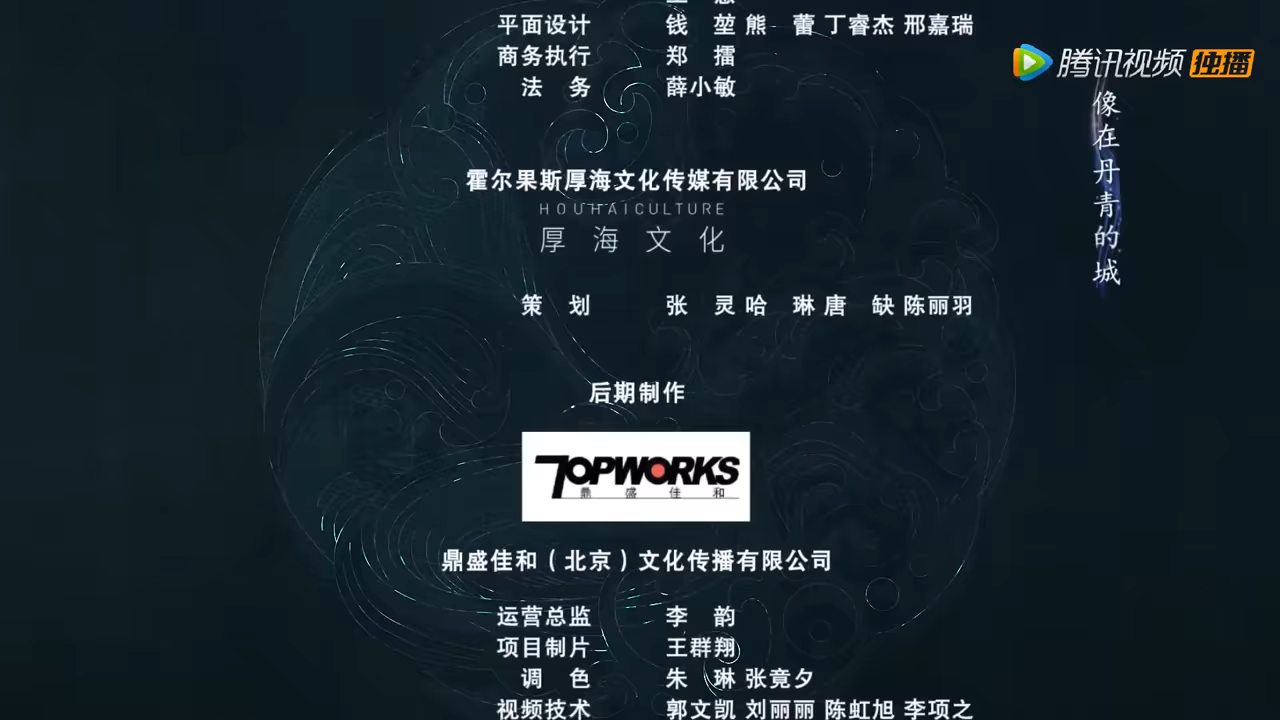 平面设计 钱 堃 熊 蕾 丁睿杰 邢嘉瑞
商务执行 郑 擂
法 务 薛小敏
腾讯视频 独播
像在丹青的城
霍尔果斯厚海文化传媒有限公司
HOUHAICULTURE
厚海文化
策 划 张 灵 哈 琳 唐 缺 陈丽羽
后期制作
TOPWORKS
鼎盛佳和
鼎盛佳和（北京）文化传播有限公司
运营总监 李 韵
项目制片 王群翔
调 色 朱 琳 张竟夕
视频技术 郭文凯 刘丽丽 陈虹旭 李项之